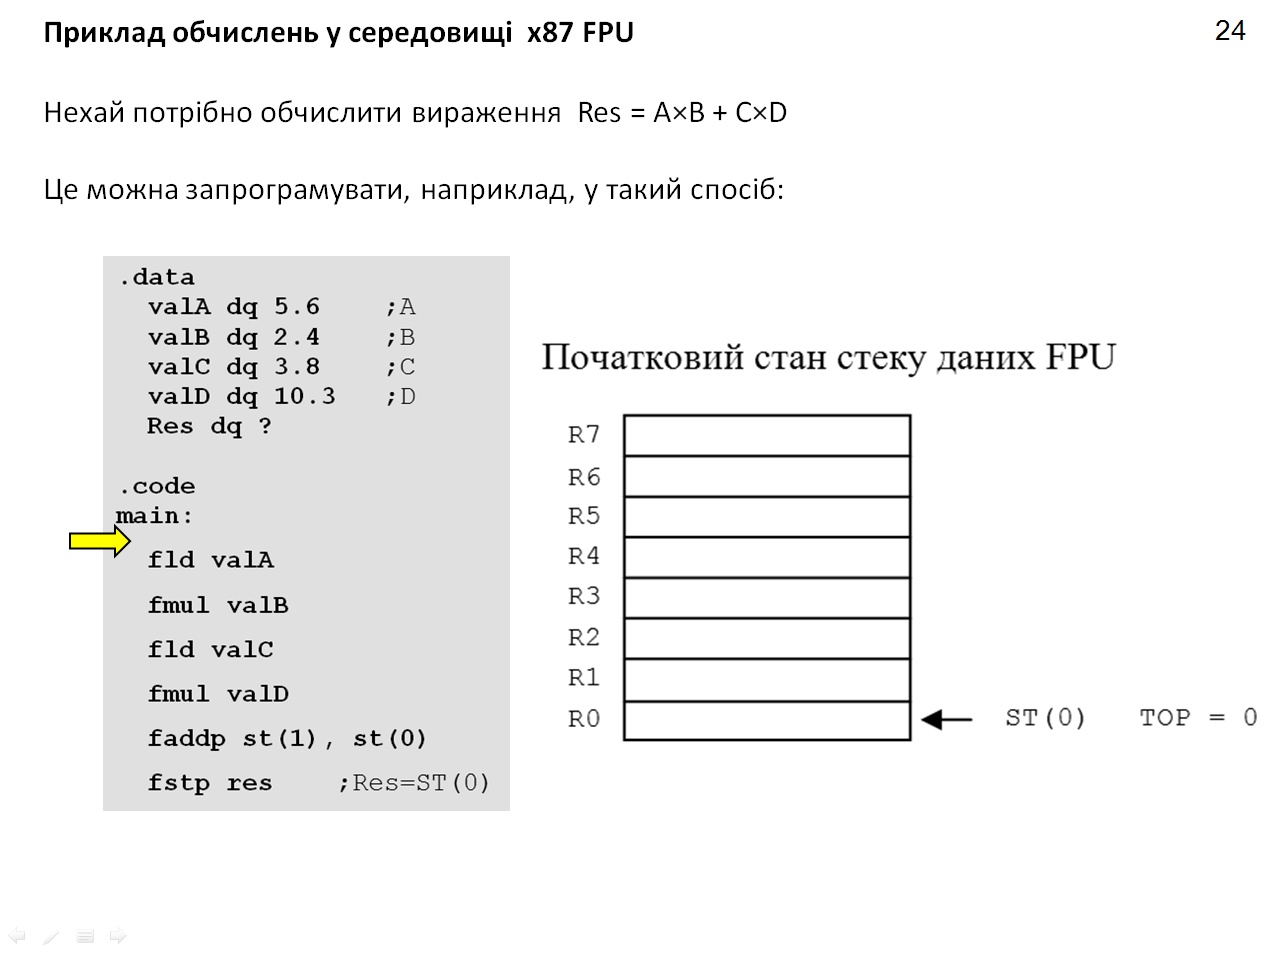 Приклад обчислень у середовищі x87 FPU
24
Нехай потрібно обчислити вираження Res = A×B + C×D
Це можна запрограмувати, наприклад, у такий спосіб:
.data
valA dq 5.6 ;A
valB dq 2.4 ;B
valC dq 3.8 ;C
valD dq 10.3 ;D
Res dq ?
.code
main:
fld valA
fmul valB
fld valC
fmul valD
faddp st(1), st(0)
fstp res ;Res=ST(0)
Початковий стан стеку даних FPU
R7
R6
R5
R4
R3
R2
R1
R0 ST(0) TOP = 0